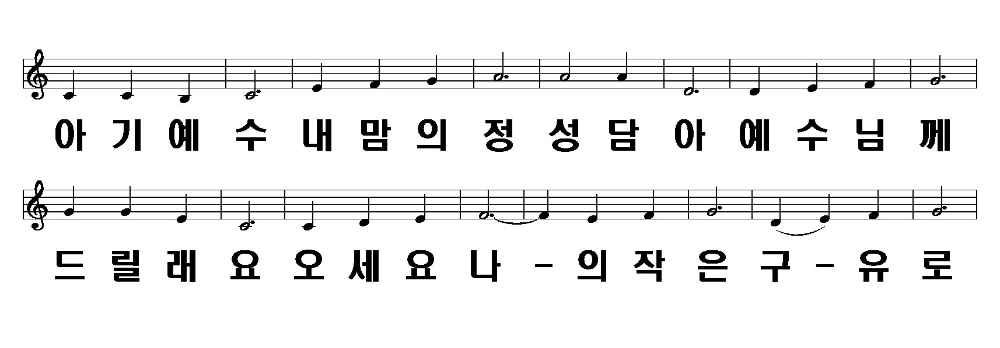 아 기 예 수 내 맘 의 정 성 담 아 예 수 님 께
드 릴 래 요 오 세 요 나 - 의 작 은 구 - 유 로